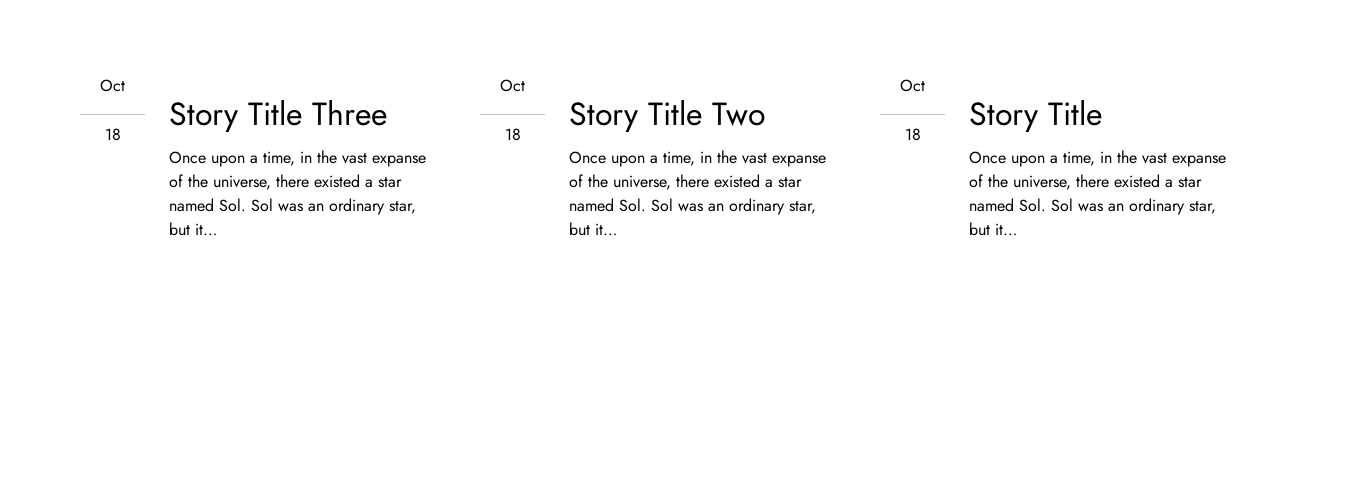 Oct
18
Story Title Three
Once upon a time, in the vast expanse
of the universe, there existed a star
named Sol. Sol was an ordinary star,
but it…
Oct
18
Story Title Two
Once upon a time, in the vast expanse
of the universe, there existed a star
named Sol. Sol was an ordinary star,
but it…
Oct
18
Story Title
Once upon a time, in the vast expanse
of the universe, there existed a star
named Sol. Sol was an ordinary star,
but it…